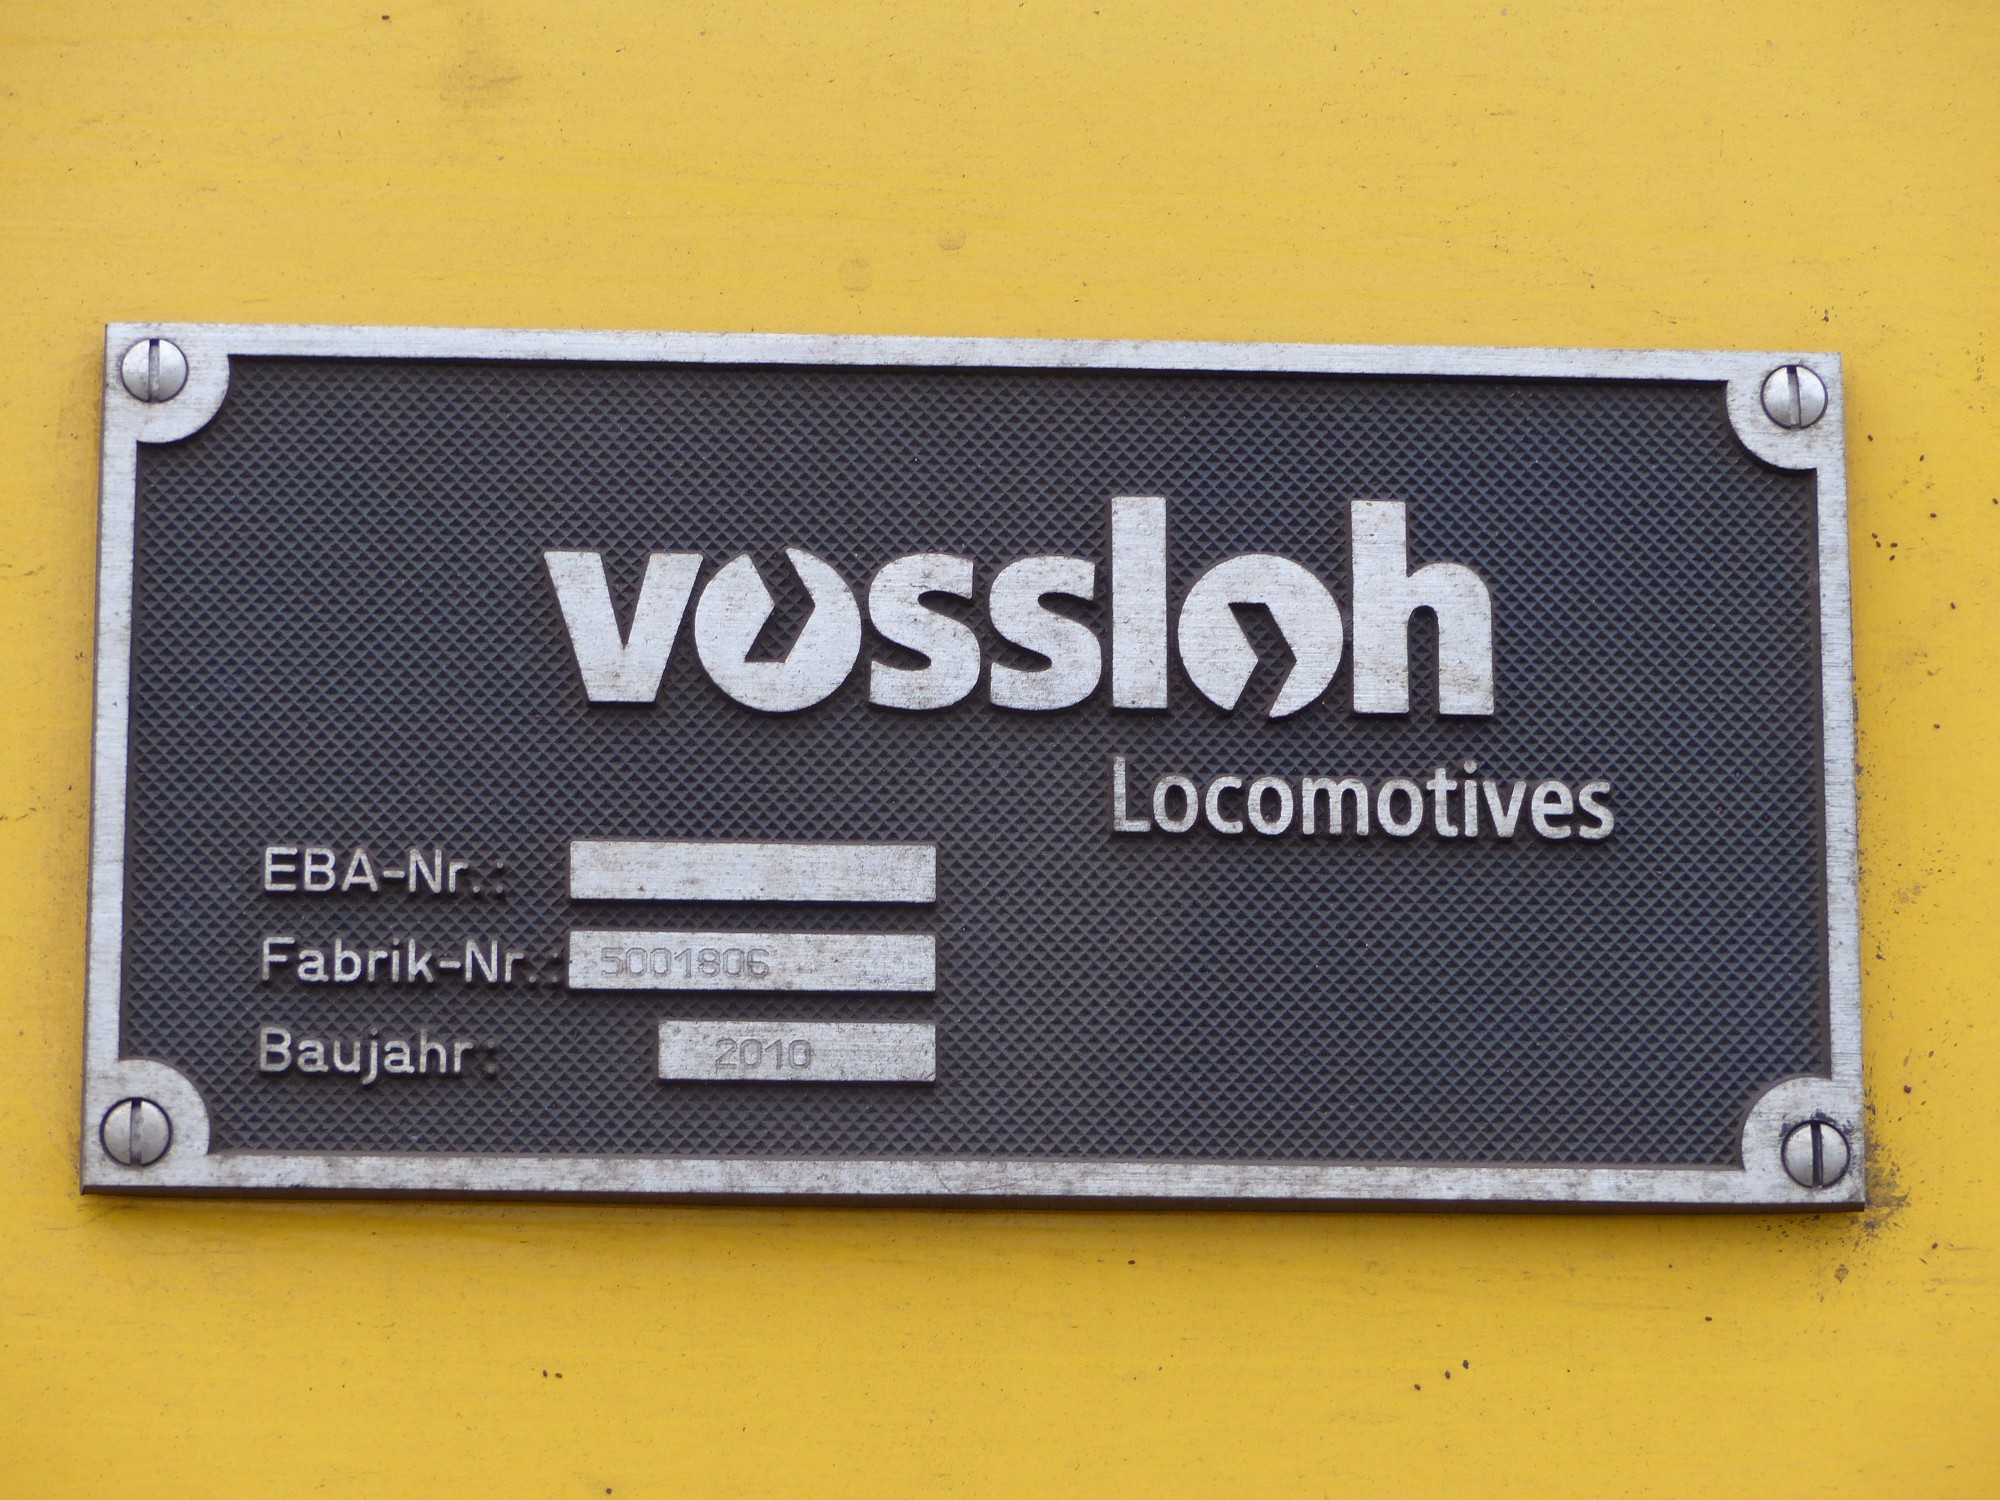 vossloh
Locomotives
EBA-Nr.:
Fabrik-Nr.: 5001806
Baujahr: 2010